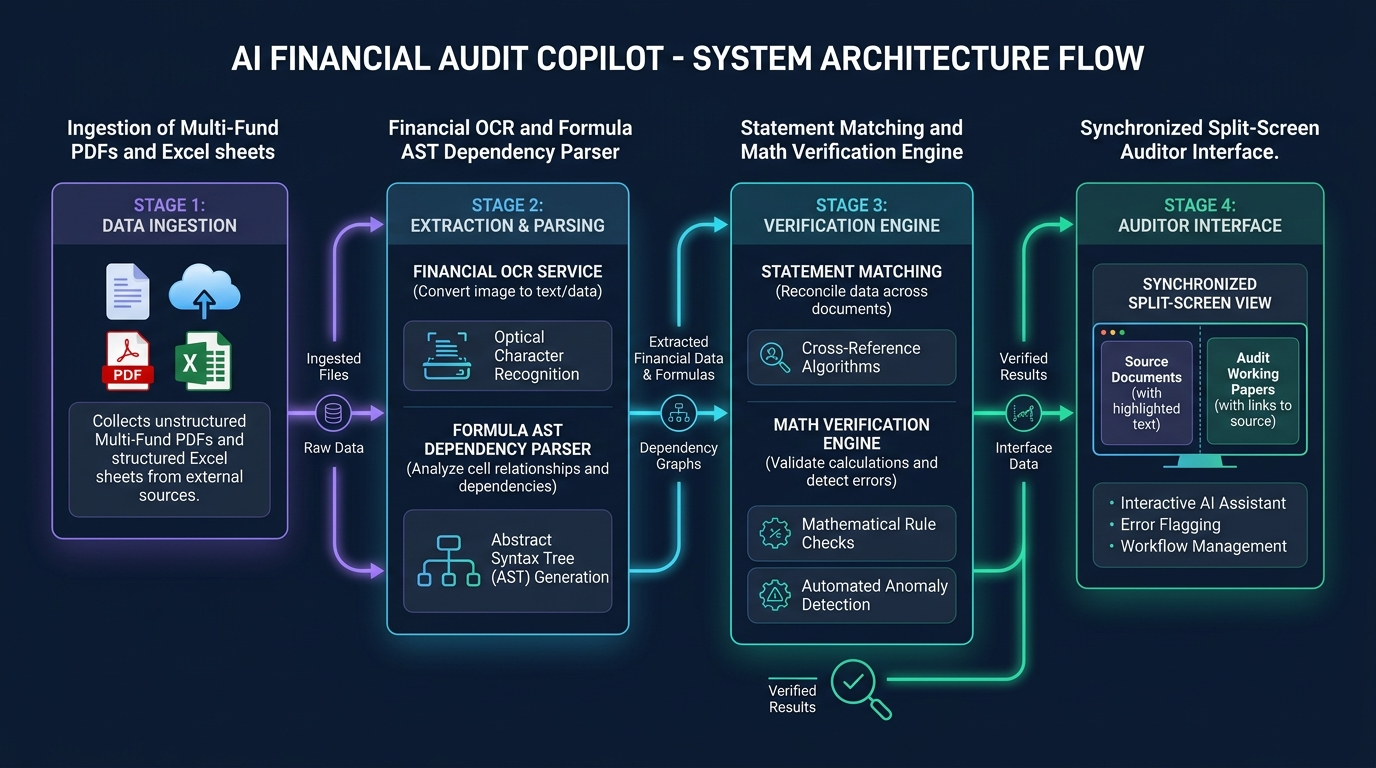 AI FINANCIAL AUDIT COPILOT - SYSTEM ARCHITECTURE FLOW
Ingestion of Multi-Fund
PDFs and Excel sheets
STAGE 1:
DATA INGESTION
PDF
X
Collects unstructured
Multi-Fund PDFs and
structured Excel
sheets from external
sources.
Ingested
Files
Raw Data
Financial OCR and Formula
AST Dependency Parser
STAGE 2:
EXTRACTION & PARSING
FINANCIAL OCR SERVICE
(Convert image to text/data)
Optical
Character
Recognition
FORMULA AST
DEPENDENCY PARSER
(Analyze cell relationships and
dependencies)
Abstract
Syntax Tree
(AST) Generation
Extracted
Financial Data
& Formulas
Dependency
Graphs
Statement Matching and
Math Verification Engine
STAGE 3:
VERIFICATION ENGINE
STATEMENT MATCHING
(Reconcile data across
documents)
Cross-Reference
Algorithms
MATH VERIFICATION
ENGINE
(Validate calculations and
detect errors)
Mathematical Rule
Checks
Automated Anomaly
Detection
Verified
Results
Verified
Results
Interface
Data
Synchronized Split-Screen
Auditor Interface.
STAGE 4:
AUDITOR INTERFACE
SYNCHRONIZED
SPLIT-SCREEN VIEW
Source
Documents
(with
highlighted
text)
Audit
Working
Papers
(with links to
source)
• Interactive AI Assistant
• Error Flagging
• Workflow Management